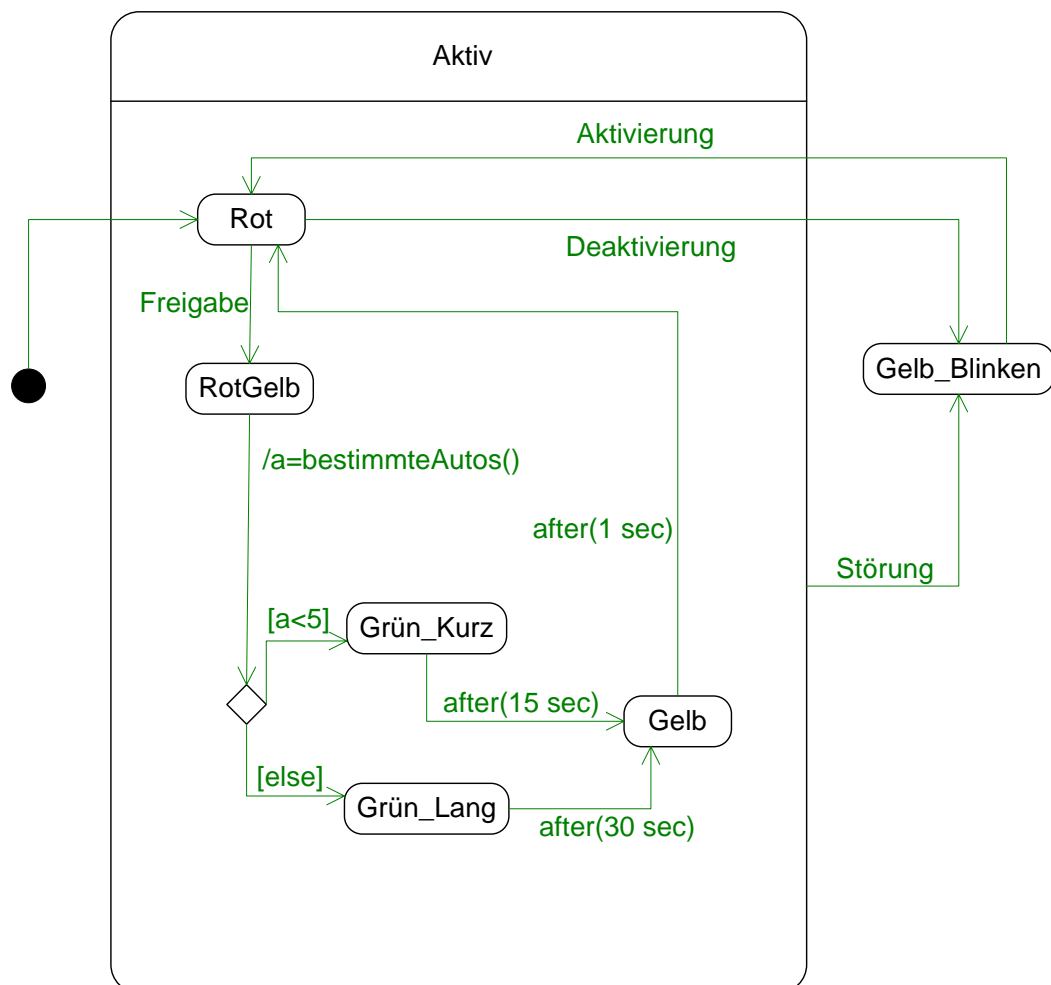 Aktiv
Aktivierung
Rot
Deaktivierung
Freigabe
Gelb_Blinken
RotGelb
/a=bestimmteAutos()
after(1 sec)
Störung
[a<5]
Grün_Kurz
after(15 sec)
Gelb
[else]
Grün_Lang
after(30 sec)